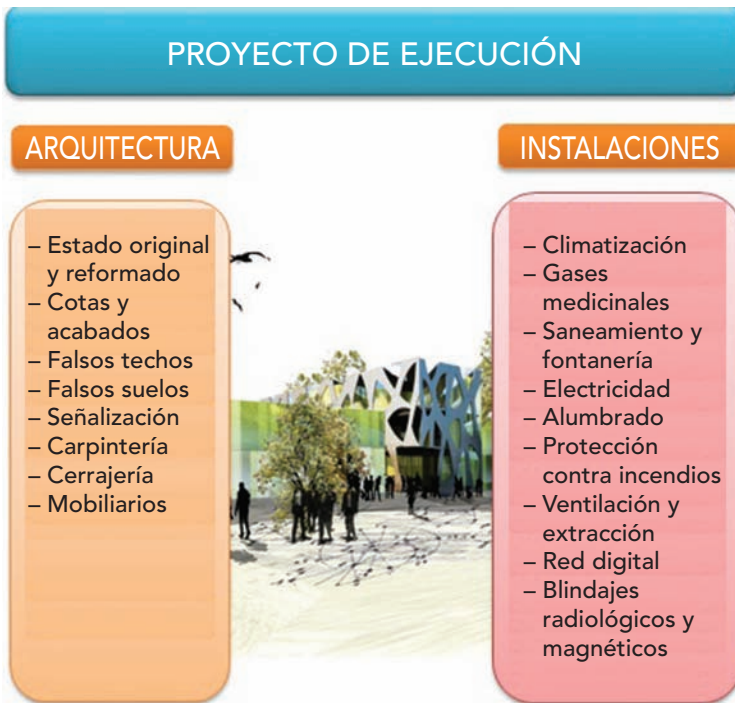 PROYECTO DE EJECUCIÓN
ARQUITECTURA
– Estado original
y reformado
– Cotas y
acabados
– Falsos techos
– Falsos suelos
– Señalización
– Carpintería
– Cerrajería
– Mobiliarios
INSTALACIONES
– Climatización
– Gases
medicinales
– Saneamiento y
fontanería
– Electricidad
– Alumbrado
– Protección
contra incendios
– Ventilación y
extracción
– Red digital
– Blindajes
radiológicos y
magnéticos